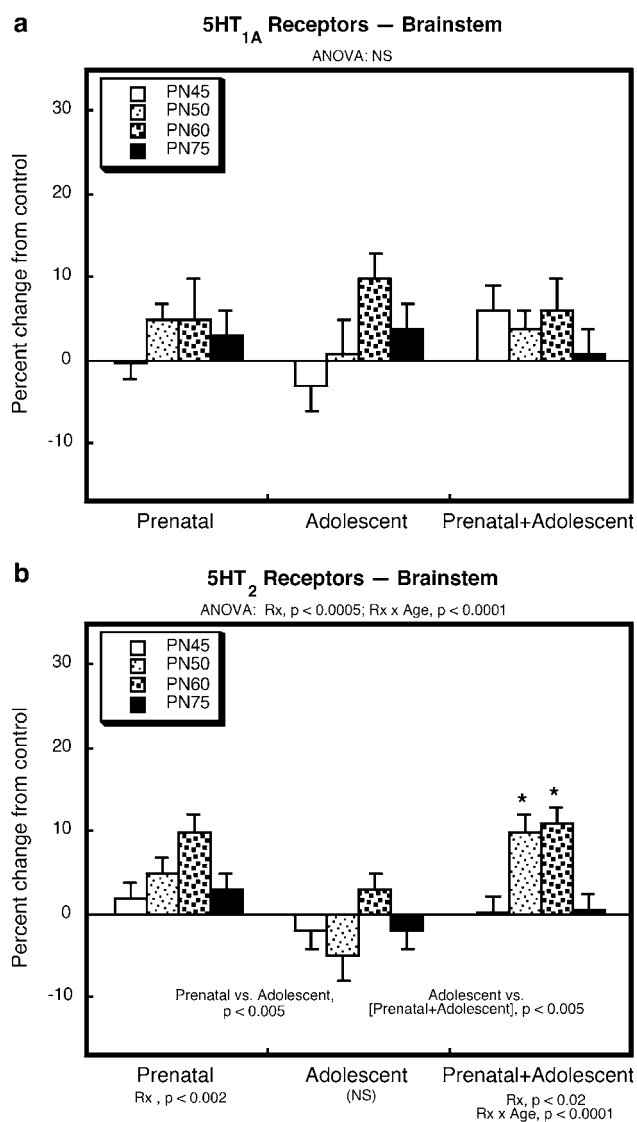 a
5HT1A Receptors — Brainstem
ANOVA: NS
Percent change from control
30
20
10
0
-10
PN45
PN50
PN60
PN75
Prenatal Adolescent Prenatal+Adolescent
b
5HT2 Receptors — Brainstem
ANOVA: Rx, p < 0.0005; Rx x Age, p < 0.0001
Percent change from control
30
20
10
0
-10
PN45
PN50
PN60
PN75
* *
Prenatal vs. Adolescent,
p < 0.005
Adolescent vs.
[Prenatal+Adolescent], p < 0.005
Prenatal Adolescent Prenatal+Adolescent
Rx , p < 0.002 (NS) Rx, p < 0.02
Rx x Age, p < 0.0001